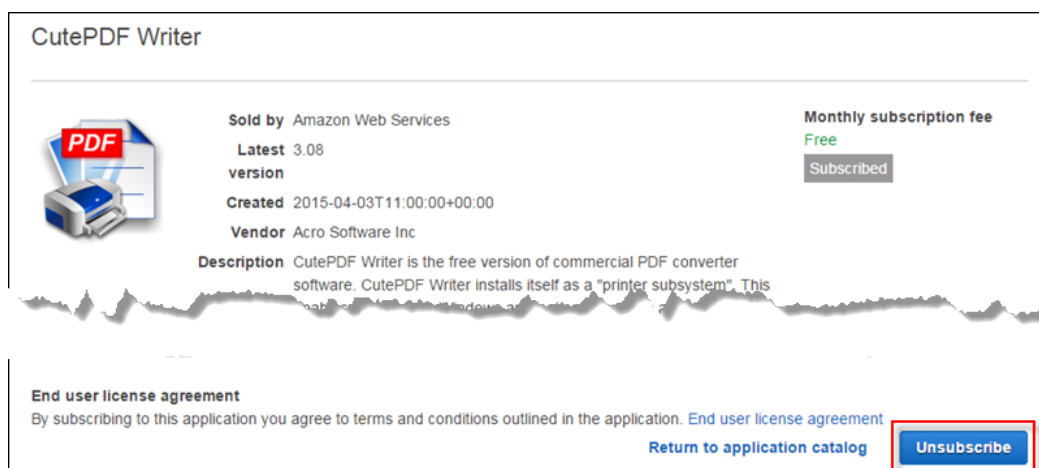 CutePDF Writer
PDF
Sold by Amazon Web Services
Latest version 3.08
Created 2015-04-03T11:00:00+00:00
Vendor Acro Software Inc
Description CutePDF Writer is the free version of commercial PDF converter
software. CutePDF Writer installs itself as a "printer subsystem". This
Monthly subscription fee
Free
Subscribed
End user license agreement
By subscribing to this application you agree to terms and conditions outlined in the application. End user license agreement
Return to application catalog
Unsubscribe